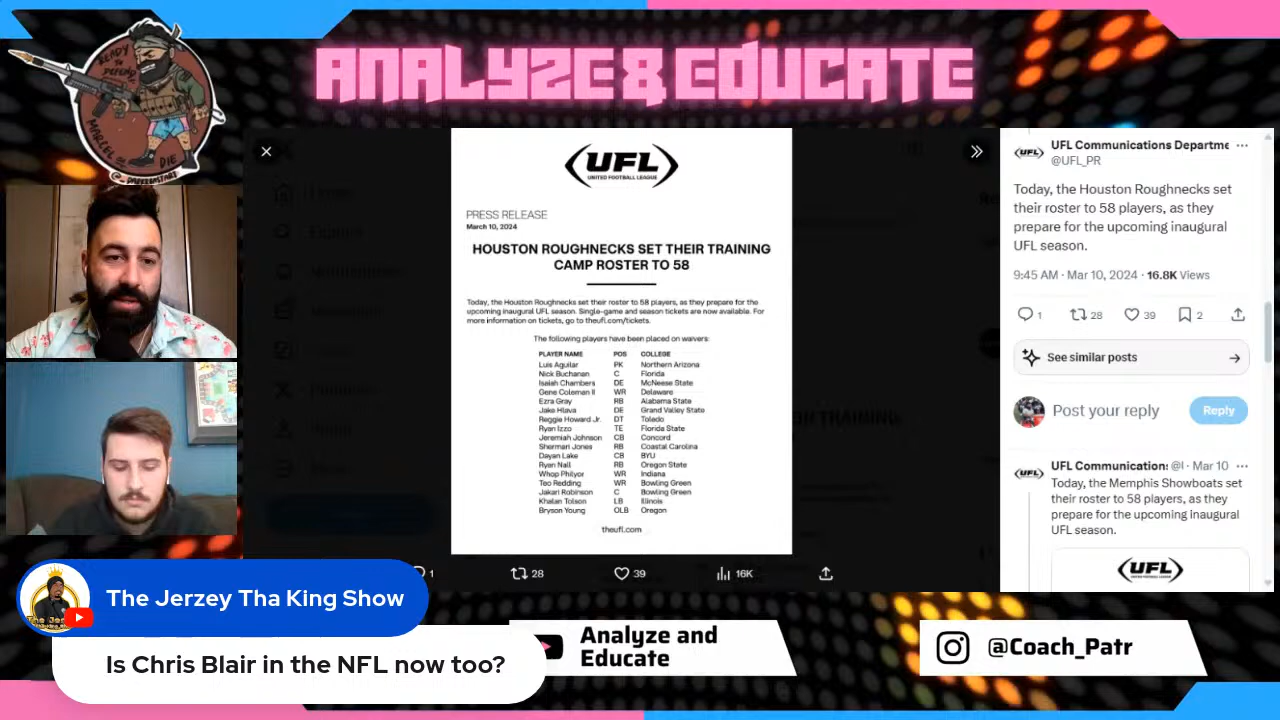 READY
TO
DEFEND
MARCEL OR
DIE
ANALYZE & EDUCATE
UFL
UNITED FOOTBALL LEAGUE
PRESS RELEASE
March 10, 2024
HOUSTON ROUGHNECKS SET THEIR TRAINING
CAMP ROSTER TO 58
Today, the Houston Roughnecks set their roster to 58 players, as they prepare for the
upcoming inaugural UFL season. Single-game and season tickets are now available. For
more information on tickets, go to theufl.com/tickets.
The following players have been placed on waivers:
PLAYER NAME POS COLLEGE
Luis Aguilar PK Northern Arizona
Nick Buchanan C Florida
Isaiah Chambers DE McNeese State
Gene Coleman II WR Delaware
Ezra Gray RB Alabama State
Jake Hlava DE Grand Valley State
Reggie Howard Jr. DT Toledo
Ryan Izzo TE Florida State
Jeremiah Johnson CB Concord
Sherman Jones RB Coastal Carolina
Dayan Lake CB BYU
Ryan Nall RB Oregon State
Whop Philyor WR Indiana
Teo Redding WR Bowling Green
Jakari Robinson C Bowling Green
Khalan Tolson LB Illinois
Bryson Young OLB Oregon
theufl.com
1 28 39 16K
UFL Communications Departme
@UFL_PR
Today, the Houston Roughnecks set
their roster to 58 players, as they
prepare for the upcoming inaugural
UFL season.
9:45 AM · Mar 10, 2024 · 16.8K Views
1 28 39 2
See similar posts
Post your reply
Reply
UFL Communication: @l · Mar 10
Today, the Memphis Showboats set
their roster to 58 players, as they
prepare for the upcoming inaugural
UFL season.
UFL
The Jerzey Tha King Show
Is Chris Blair in the NFL now too?
Analyze and
Educate
@Coach_Patr